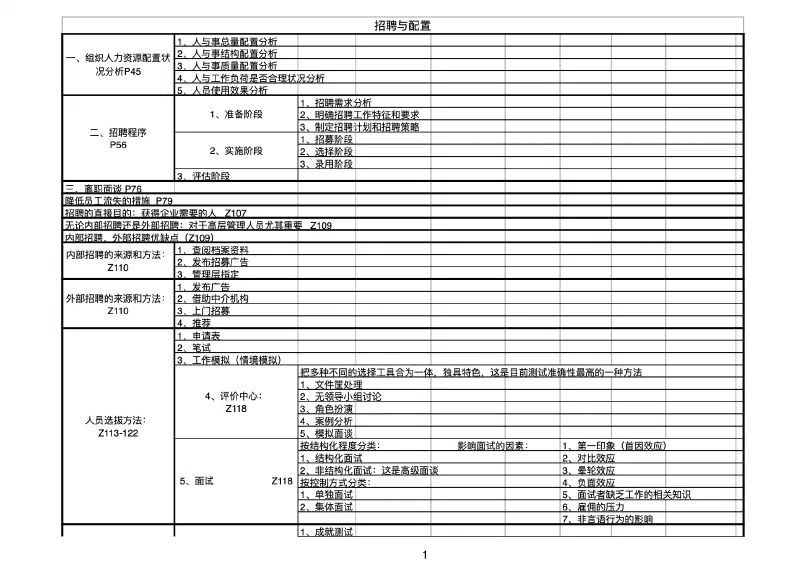 招聘与配置
一、组织人力资源配置状
况分析P45
1、人与事总量配置分析
2、人与事结构配置分析
3、人与事质量配置分析
4、人与工作负荷是否合理状况分析
5、人员使用效果分析
二、招聘程序
P56
1、准备阶段
1、招聘需求分析
2、明确招聘工作特征和要求
3、制定招聘计划和招聘策略
2、实施阶段
1、招募阶段
2、选择阶段
3、录用阶段
3、评估阶段
三、离职面谈 P76
降低员工流失的措施 P79
招聘的直接目的：获得企业需要的人 Z107
无论内部招聘还是外部招聘：对于高层管理人员尤其重要 Z109
内部招聘、外部招聘优缺点（Z109）
内部招聘的来源和方法：
Z110
1、查阅档案资料
2、发布招募广告
3、管理层指定
外部招聘的来源和方法：
Z110
1、发布广告
2、借助中介机构
3、上门招募
4、推荐
人员选拔方法：
Z113-122
1、申请表
2、笔试
3、工作模拟（情境模拟）
4、评价中心：
Z118
把多种不同的选择工具合为一体，独具特色，这是目前测试准确性最高的一种方法
1、文件筐处理
2、无领导小组讨论
3、角色扮演
4、案例分析
5、模拟面谈
5、面试 Z118
按结构化程度分类： 影响面试的因素： 1、第一印象（首因效应）
1、结构化面试 2、对比效应
2、非结构化面试：这是高级面谈 3、晕轮效应
按控制方式分类： 4、负面效应
1、单独面试 5、面试者缺乏工作的相关知识
2、集体面试 6、雇佣的压力
7、非言语行为的影响
1、成就测试
1